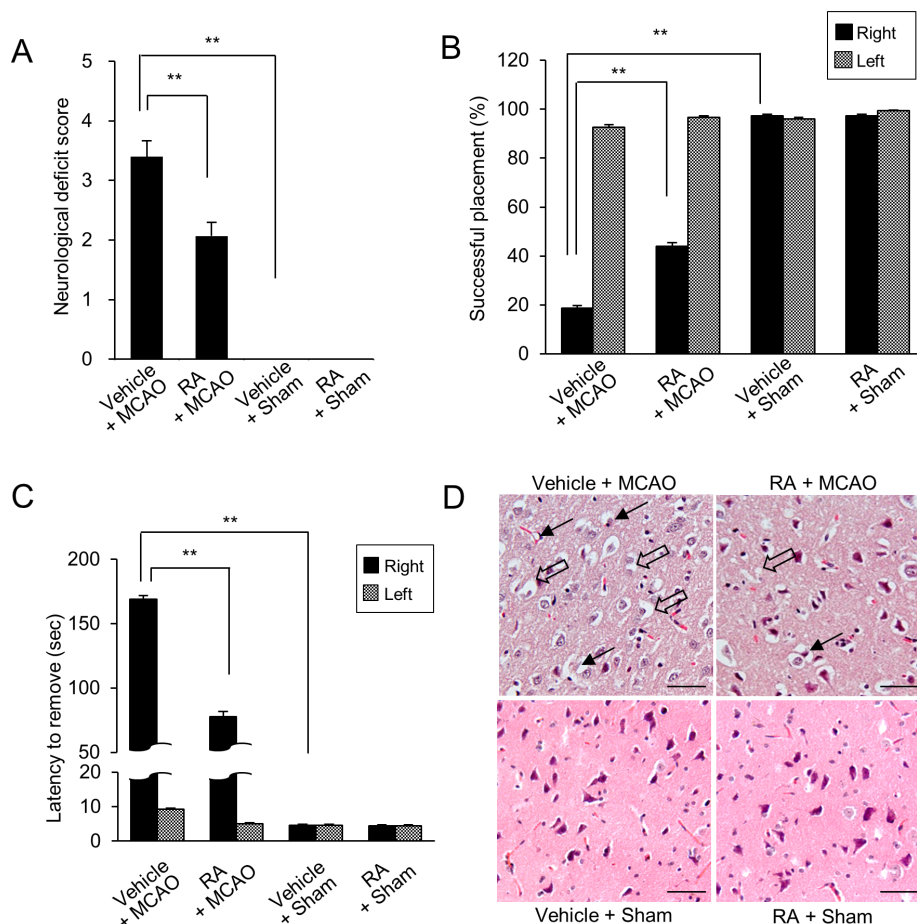 A
**
**
5
4
3
2
1
0
Neurological deficit score
Vehicle
+ MCAO
RA
+ MCAO
Vehicle
+ Sham
RA
+ Sham
B
Right
Left
**
**
120
100
80
60
40
20
0
Successful placement (%)
Vehicle
+ MCAO
RA
+ MCAO
Vehicle
+ Sham
RA
+ Sham
C
**
**
Right
Left
200
150
100
50
20
10
0
Latency to remove (sec)
Vehicle
+ MCAO
RA
+ MCAO
Vehicle
+ Sham
RA
+ Sham
D
Vehicle + MCAO
RA + MCAO
Vehicle + Sham
RA + Sham